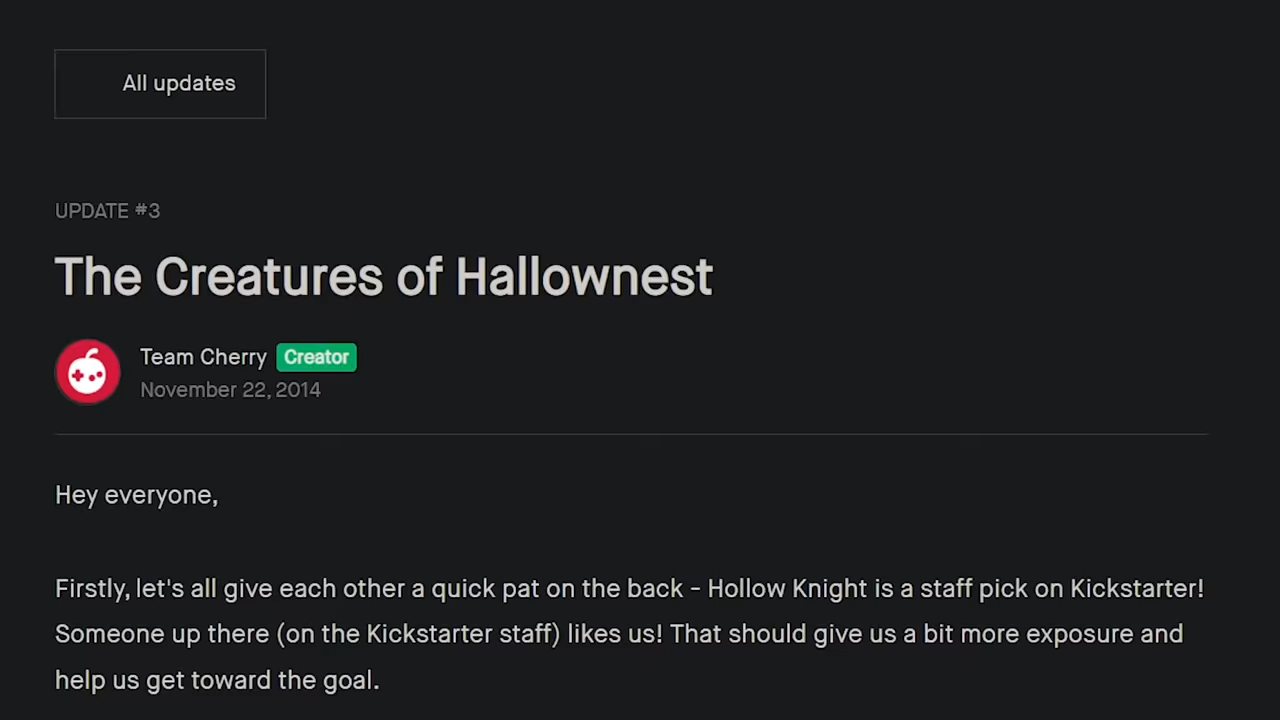 All updates
UPDATE #3
The Creatures of Hallownest
Team Cherry Creator
November 22, 2014
Hey everyone,
Firstly, let's all give each other a quick pat on the back - Hollow Knight is a staff pick on Kickstarter!
Someone up there (on the Kickstarter staff) likes us! That should give us a bit more exposure and
help us get toward the goal.